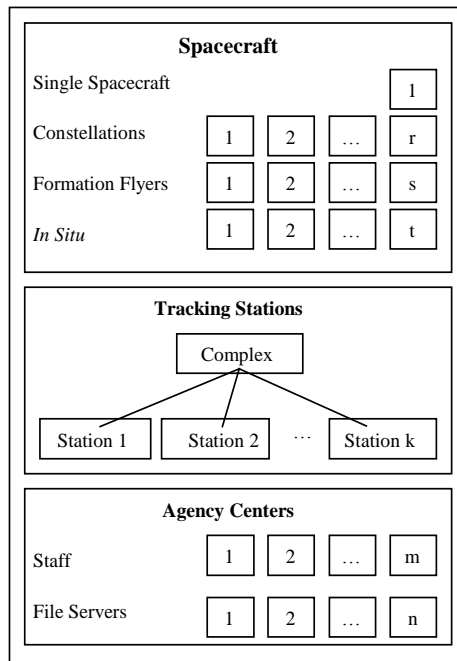 Spacecraft
Single Spacecraft 1
Constellations 1 2 … r
Formation Flyers 1 2 … s
In Situ 1 2 … t
Tracking Stations
Complex
Station 1 Station 2 … Station k
Agency Centers
Staff 1 2 … m
File Servers 1 2 … n